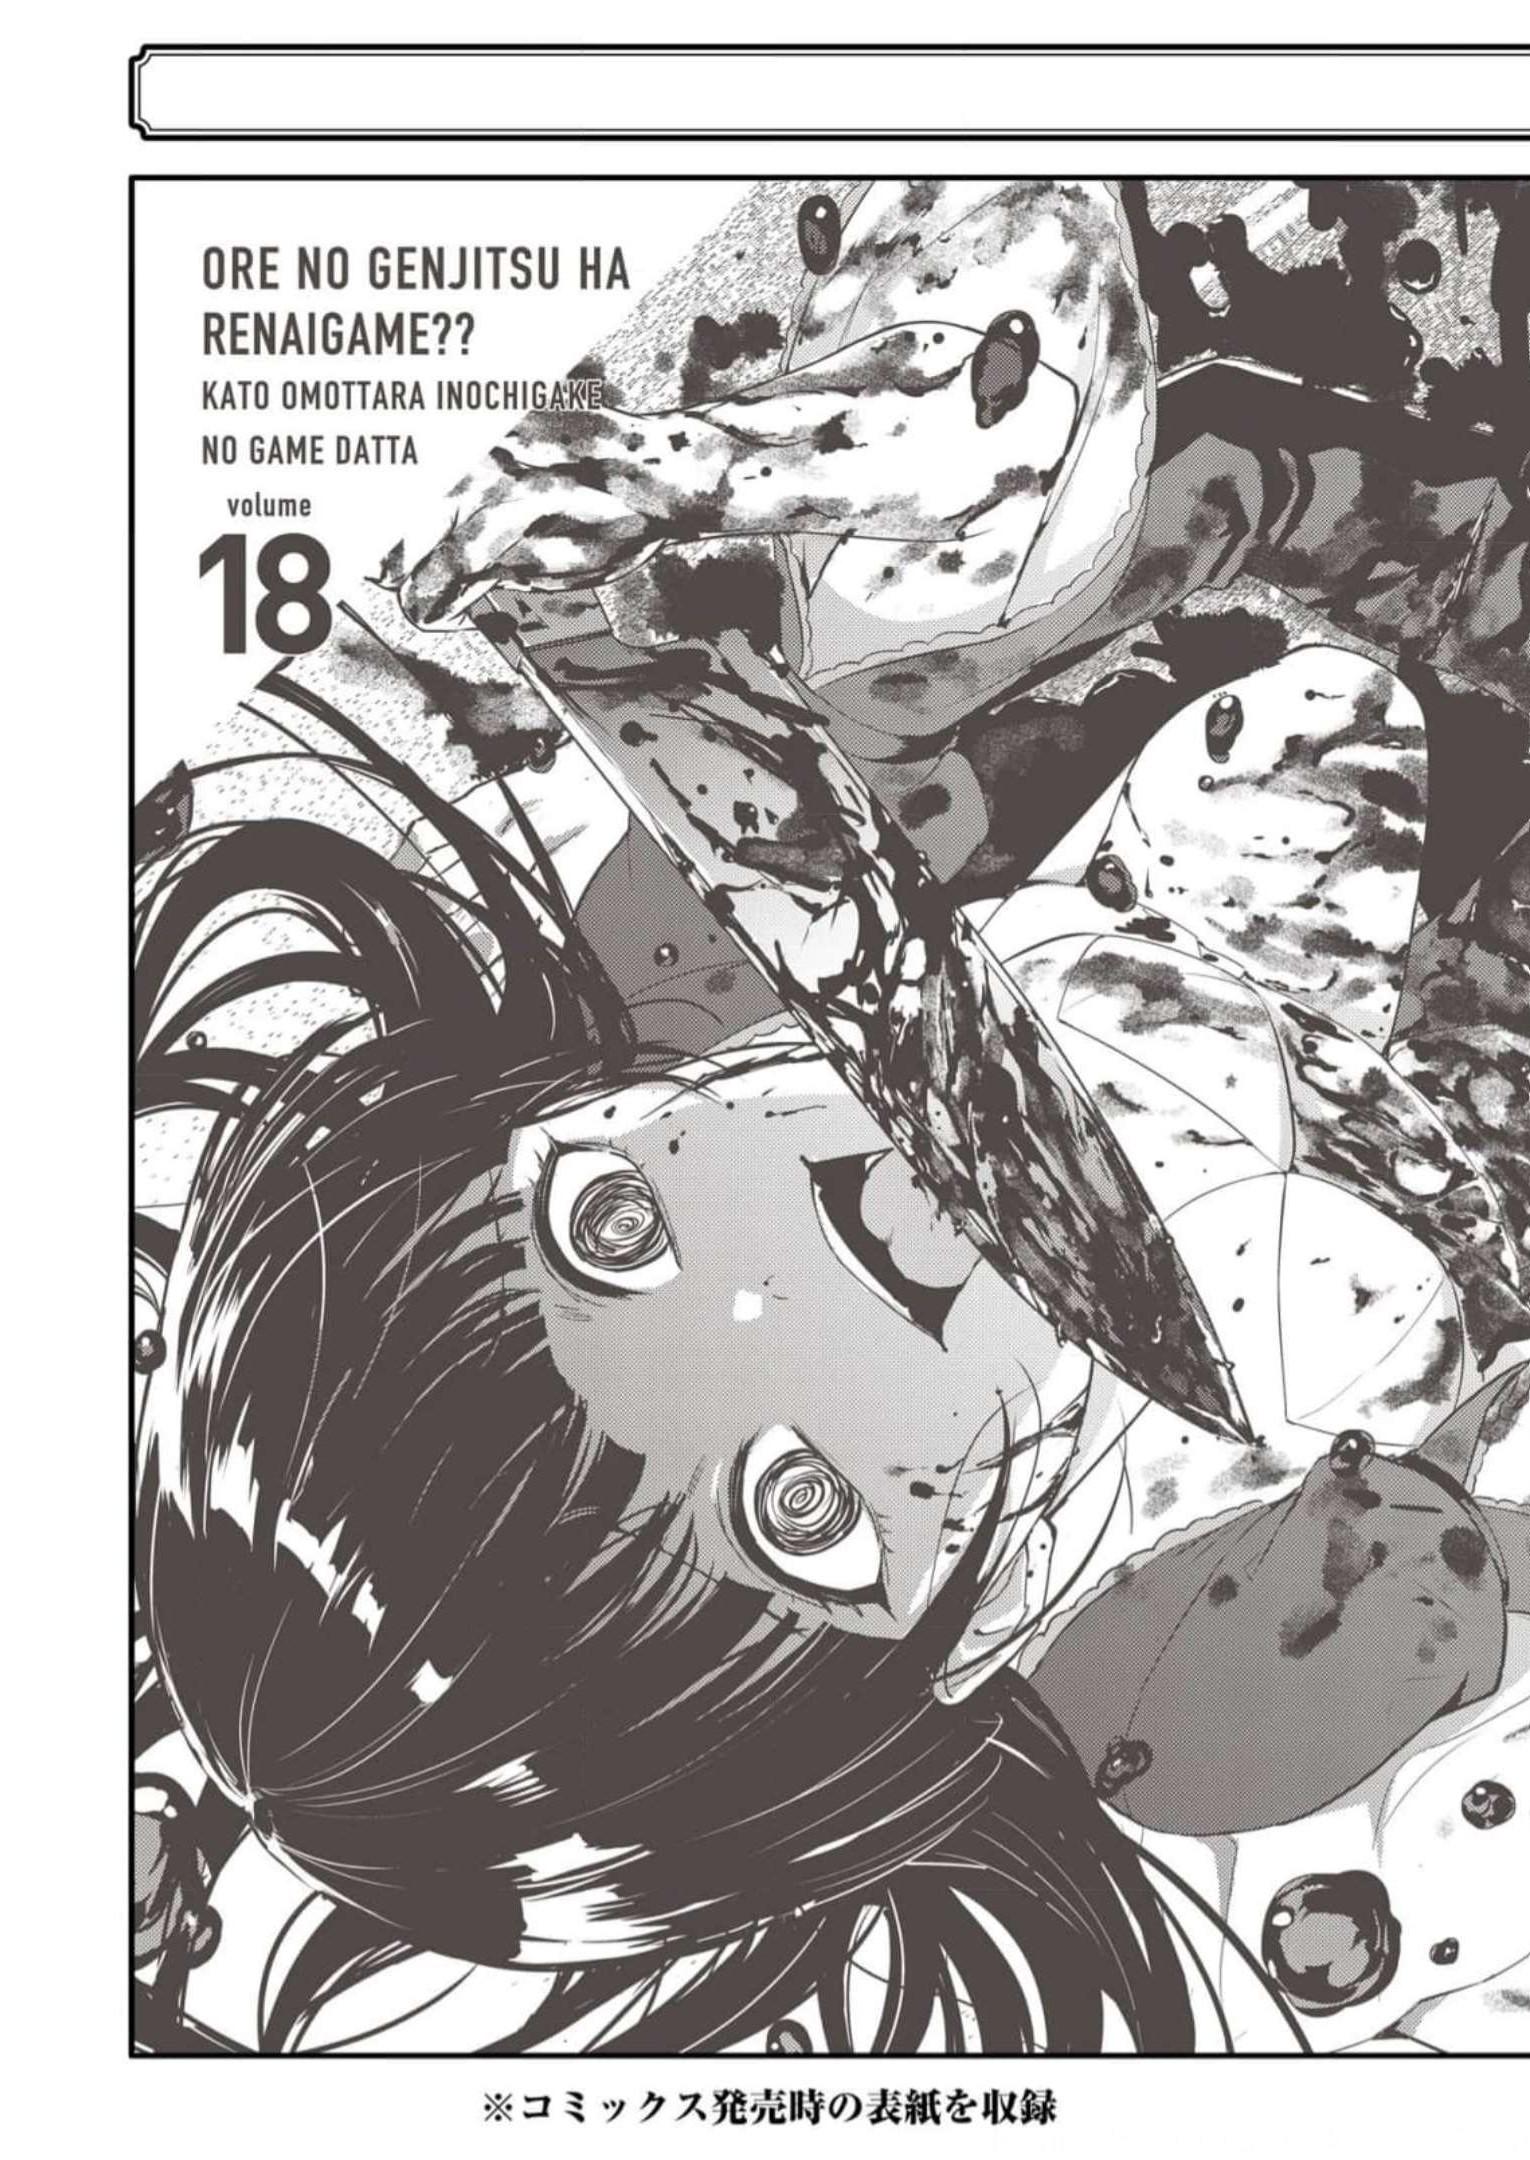 ORE NO GENJITSU HA
RENAIGAME??
KATO OMOTTARA INOCHIGAKE
NO GAME DATTA
volume
18
※コミックス発売時の表紙を収録